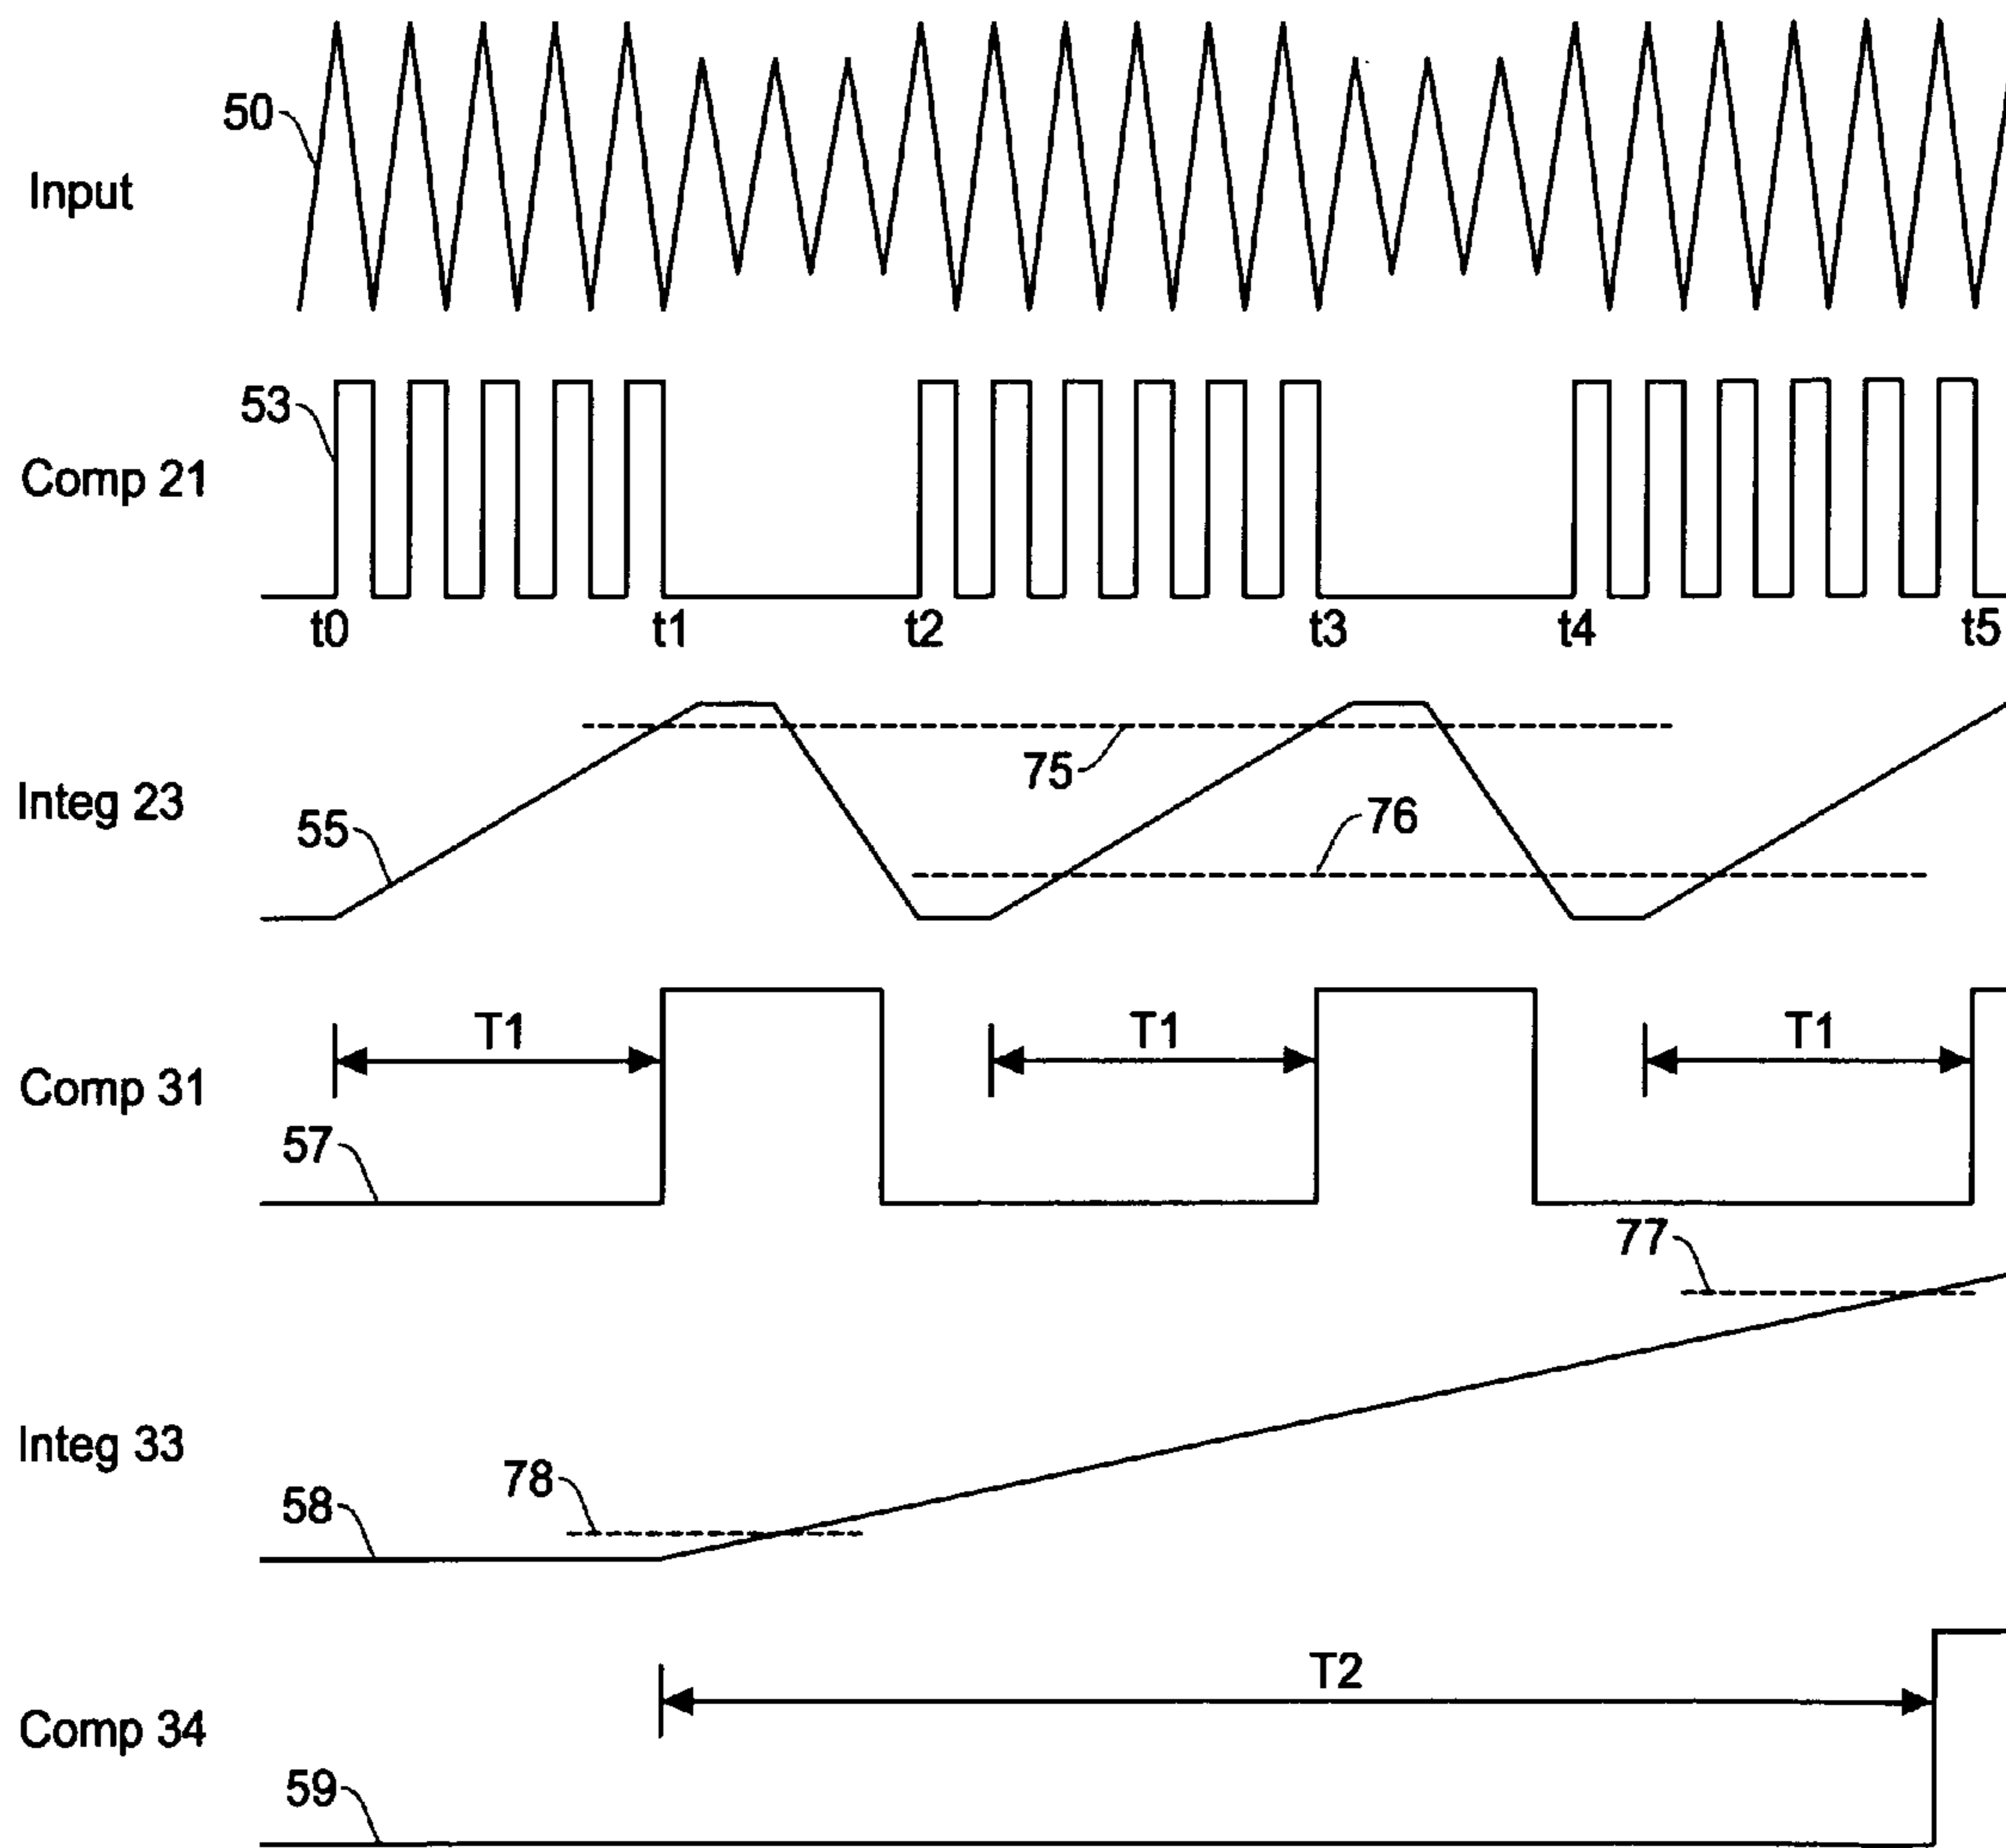 50
Input
53
Comp 21
t0 t1 t2 t3 t4 t5
75
Integ 23
76
55
T1 T1 T1
Comp 31
57
77
Integ 33
78
58
T2
Comp 34
59